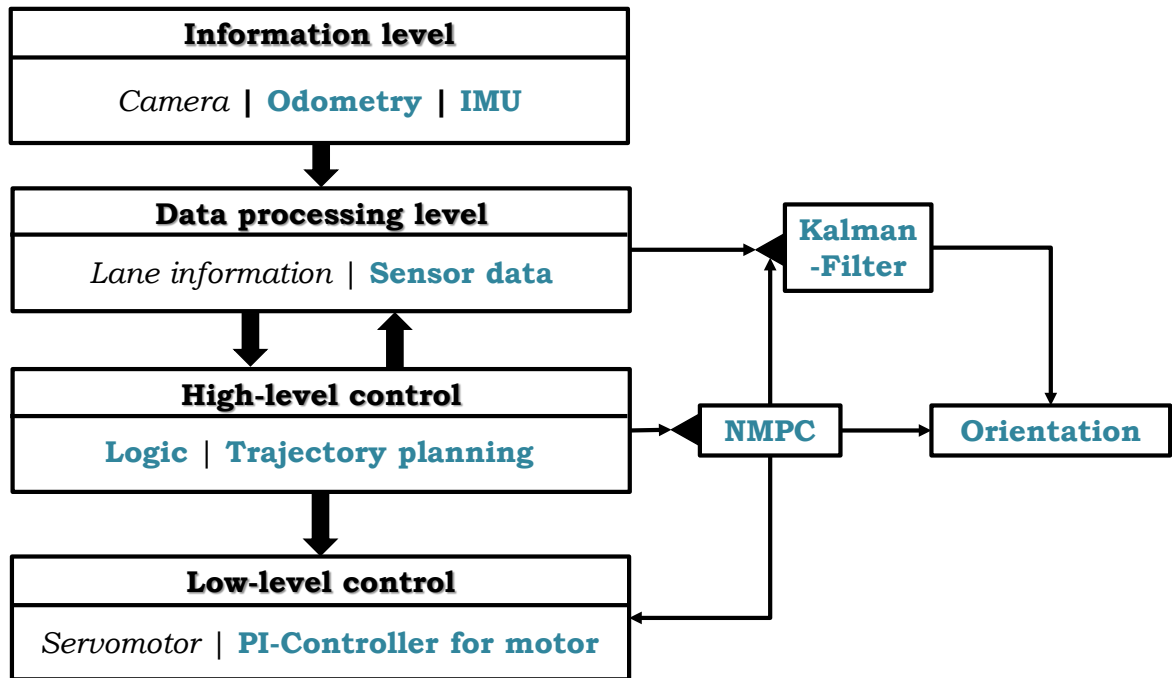 Information level
Camera | Odometry | IMU
Data processing level
Lane information | Sensor data
Kalman
-Filter
High-level control
Logic | Trajectory planning
NMPC
Orientation
Low-level control
Servomotor | PI-Controller for motor